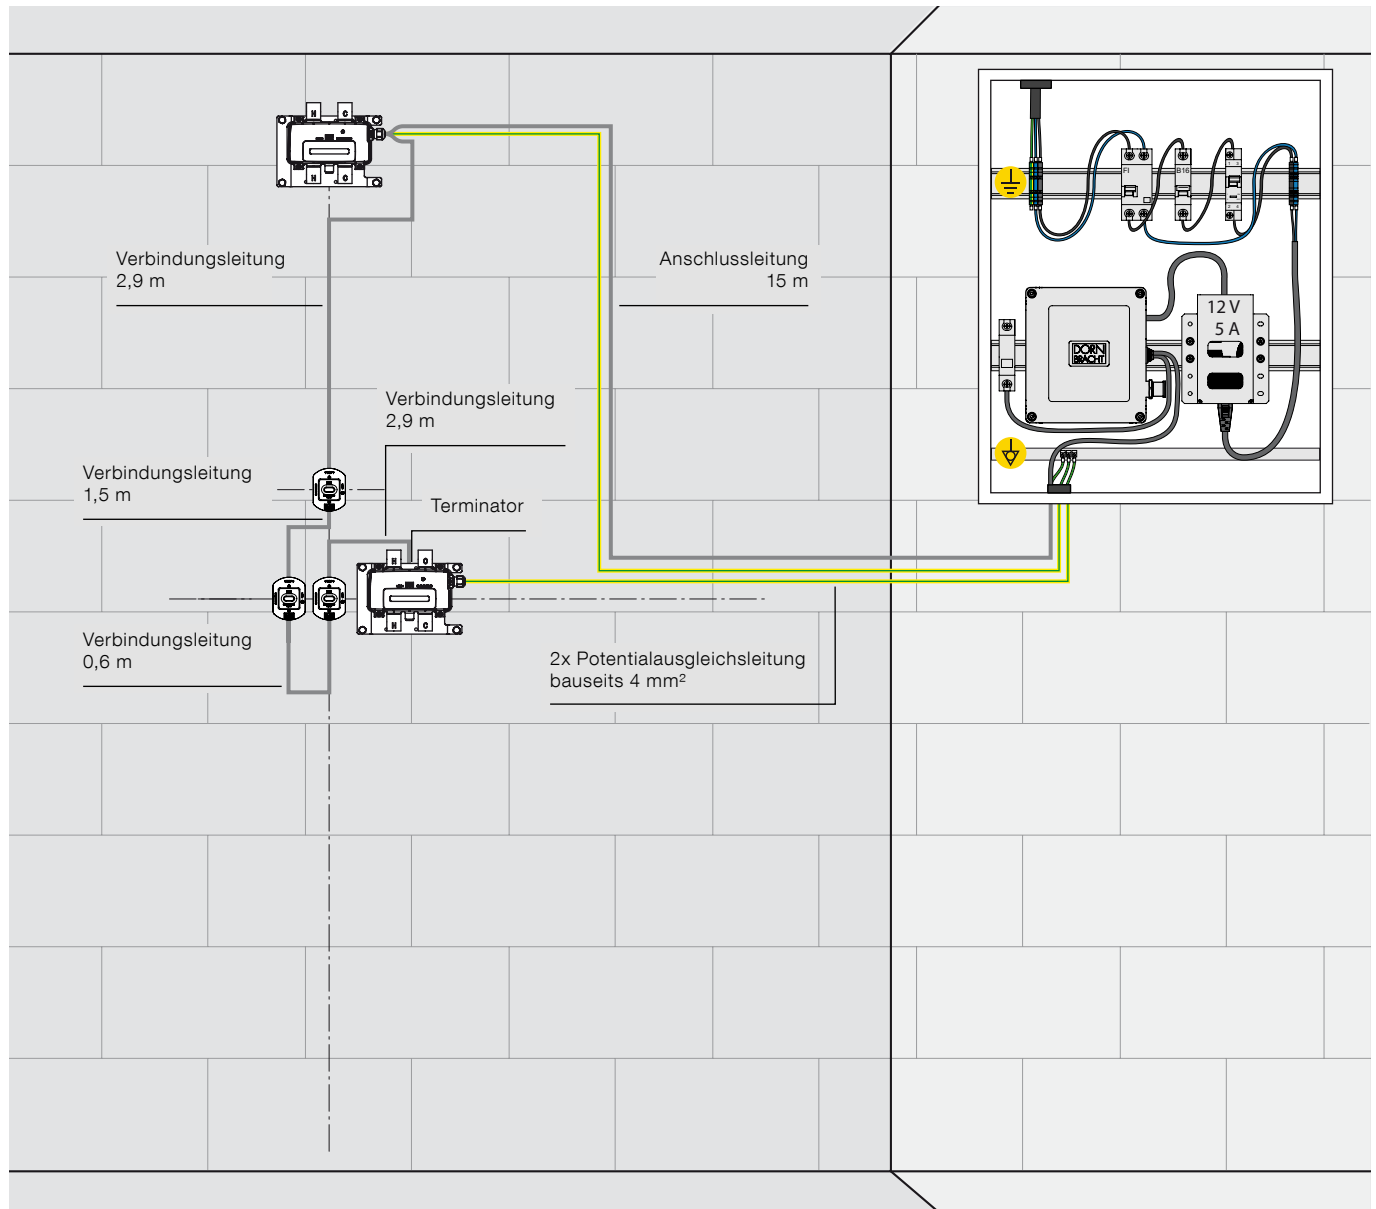 H C
H C
Verbindungsleitung
2,9 m
Anschlussleitung
15 m
FI
B16
12 V
5 A
DORN
BRACHT
Verbindungsleitung
2,9 m
Verbindungsleitung
1,5 m
Terminator
H C
H C
Verbindungsleitung
0,6 m
2x Potentialausgleichsleitung
bauseits 4 mm²